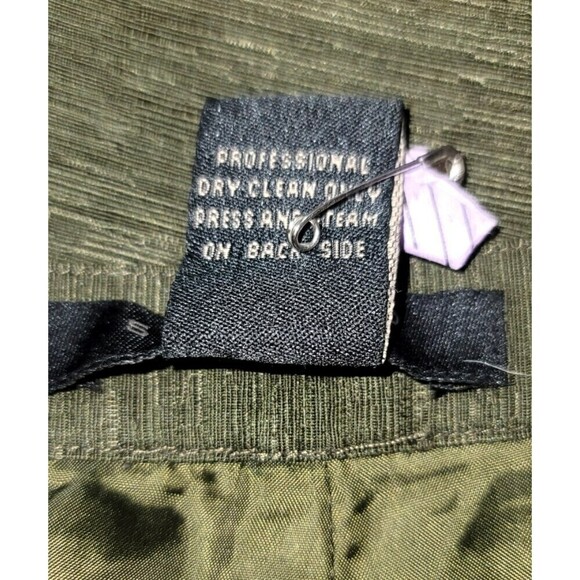 PROFESSIONAL
DRY CLEAN ONLY
PRESS AND STEAM
ON BACK SIDE
S